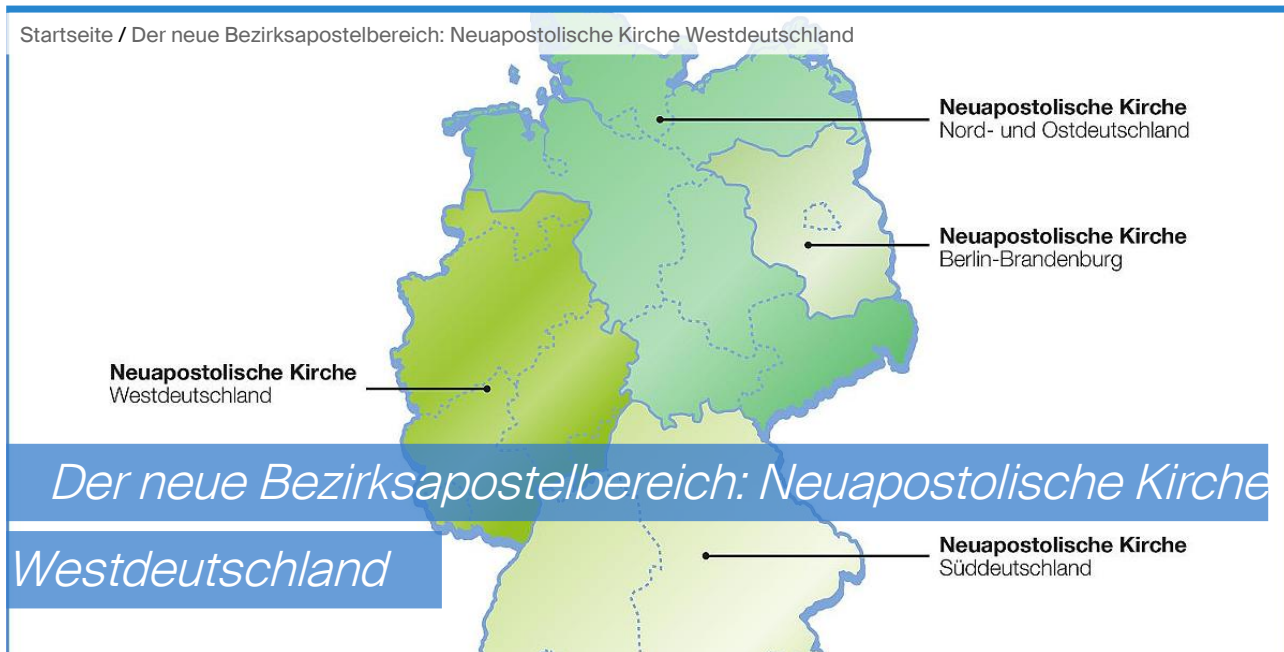 Startseite / Der neue Bezirksapostelbereich: Neuapostolische Kirche Westdeutschland
Neuapostolische Kirche
Nord- und Ostdeutschland
Neuapostolische Kirche
Berlin-Brandenburg
Neuapostolische Kirche
Westdeutschland
Der neue Bezirksapostelbereich: Neuapostolische Kirche
Westdeutschland
Neuapostolische Kirche
Süddeutschland